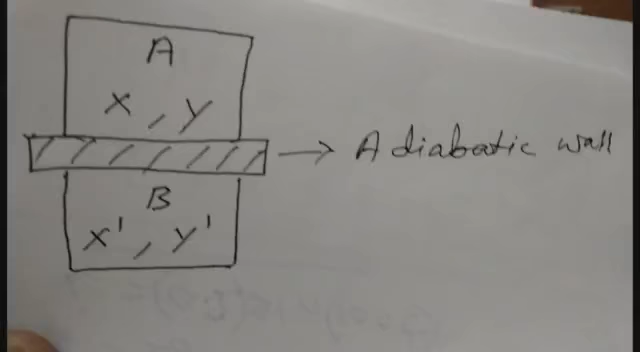 A
X , Y
→ Adiabatic wall
B
X' , Y'